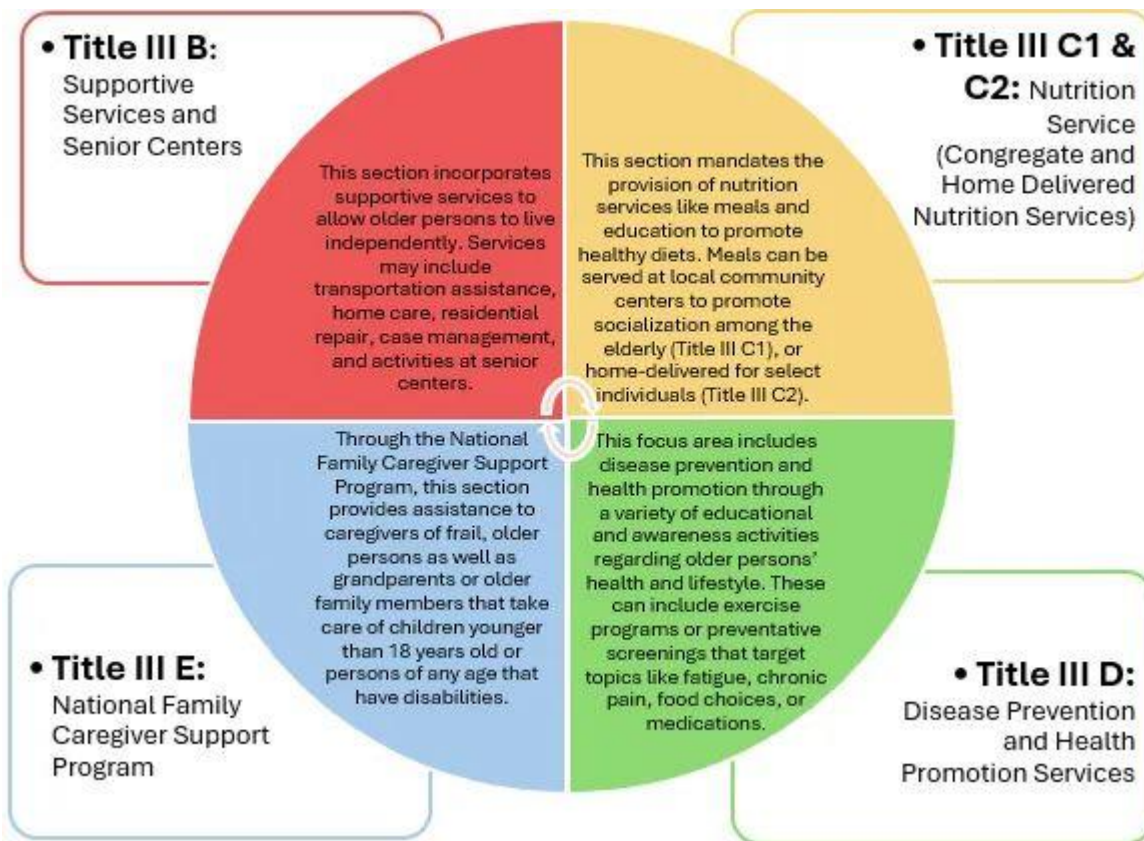 • Title III B:
Supportive
Services and
Senior Centers
This section incorporates
supportive services to
allow older persons to live
independently. Services
may include
transportation assistance,
home care, residential
repair, case management,
and activities at senior
centers.
• Title III C1 &
C2: Nutrition
Service
(Congregate and
Home Delivered
Nutrition Services)
This section mandates the
provision of nutrition
services like meals and
education to promote
healthy diets. Meals can be
served at local community
centers to promote
socialization among the
elderly (Title III C1), or
home-delivered for select
individuals (Title III C2).
• Title III E:
National Family
Caregiver Support
Program
Through the National
Family Caregiver Support
Program, this section
provides assistance to
caregivers of frail, older
persons as well as
grandparents or older
family members that take
care of children younger
than 18 years old or
persons of any age that
have disabilities.
This focus area includes
disease prevention and
health promotion through
a variety of educational
and awareness activities
regarding older persons’
health and lifestyle. These
can include exercise
programs or preventative
screenings that target
topics like fatigue, chronic
pain, food choices, or
medications.
• Title III D:
Disease Prevention
and Health
Promotion Services